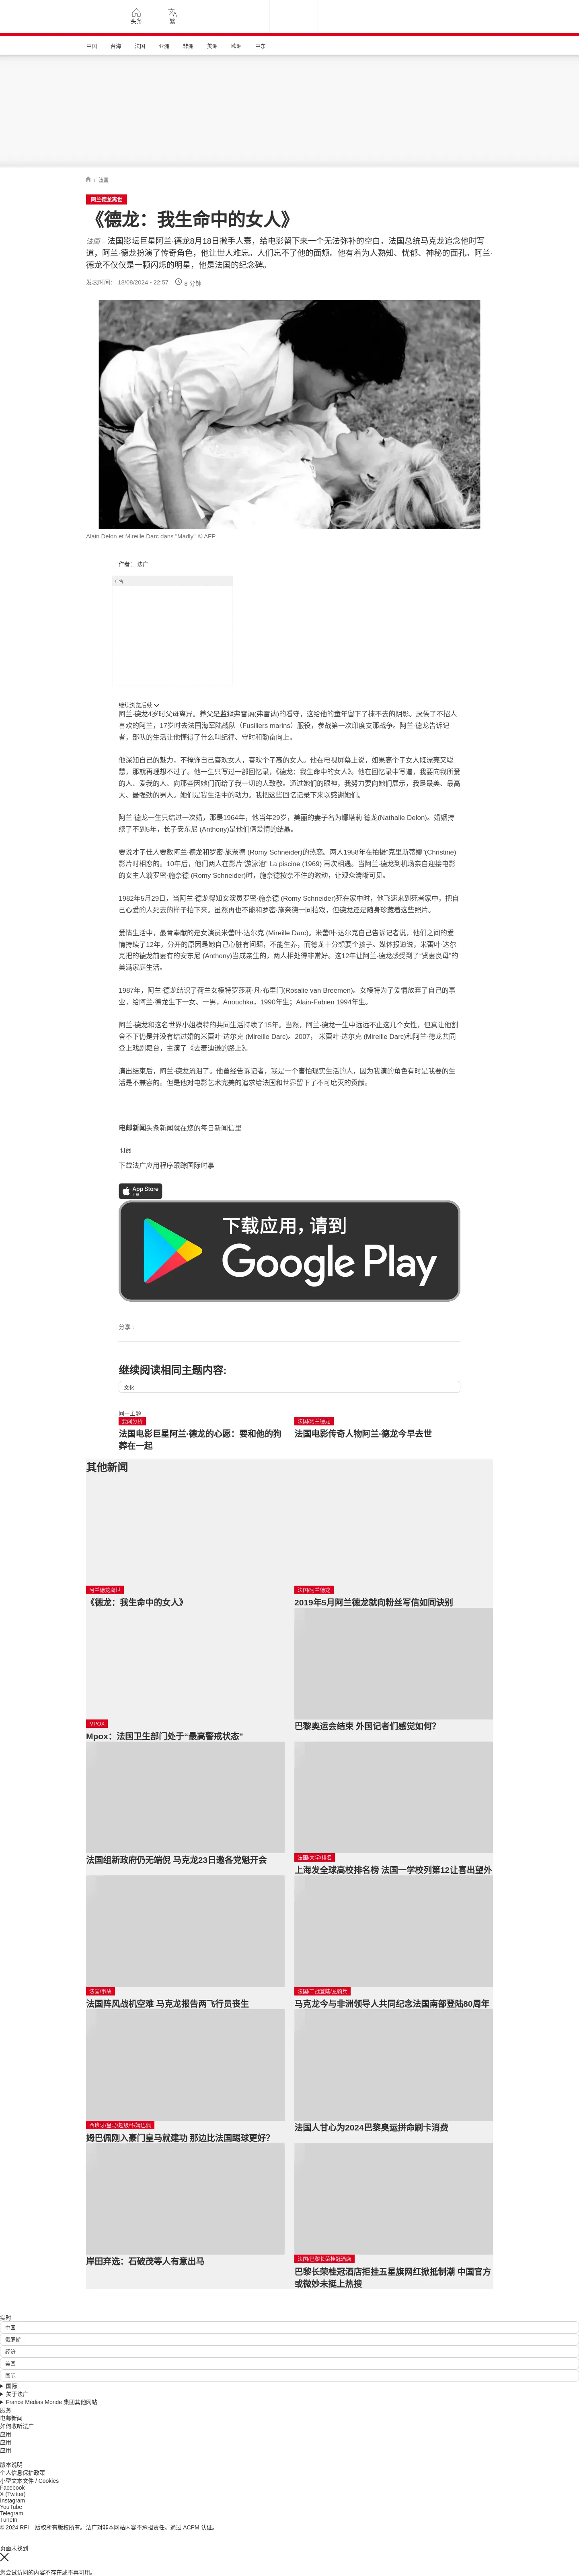 头条
繁
中国
台海
法国
亚洲
非洲
美洲
欧洲
中东
/ 法国
阿兰德龙离世
《德龙：我生命中的女人》
法国 – 法国影坛巨星阿兰·德龙8月18日撒手人寰，给电影留下来一个无法弥补的空白。法国总统马克龙追念他时写
道，阿兰·德龙扮演了传奇角色，他让世人难忘。人们忘不了他的面颊。他有着为人熟知、忧郁、神秘的面孔。阿兰·
德龙不仅仅是一颗闪烁的明星，他是法国的纪念碑。
发表时间： 18/08/2024 - 22:57
8 分钟
Alain Delon et Mireille Darc dans "Madly" © AFP
作者： 法广
广告
继续浏览后续
阿兰·德龙4岁时父母离异。养父是监狱弗雷讷(弗雷讷)的看守，这给他的童年留下了抹不去的阴影。厌倦了不招人
喜欢的阿兰，17岁时去法国海军陆战队（Fusiliers marins）服役，参战第一次印度支那战争。阿兰·德龙告诉记
者，部队的生活让他懂得了什么叫纪律、守时和勤奋向上。
他深知自己的魅力，不掩饰自己喜欢女人，喜欢个子高的女人。他在电视屏幕上说，如果高个子女人既漂亮又聪
慧，那就再理想不过了。他一生只写过一部回忆录，《德龙：我生命中的女人》。他在回忆录中写道，我要向我所爱
的人、爱我的人、向那些因她们而给了我一切的人致敬。通过她们的眼神，我努力要向她们展示，我是最美、最高
大、最强劲的男人。她们是我生活中的动力。我把这些回忆记录下来以感谢她们。
阿兰·德龙一生只结过一次婚，那是1964年，他当年29岁，美丽的妻子名为娜塔莉·德龙(Nathalie Delon)。婚姻持
续了不到5年，长子安东尼 (Anthony)是他们俩爱情的结晶。
要说才子佳人要数阿兰·德龙和罗密·施奈德 (Romy Schneider)的热恋。两人1958年在拍摄“克里斯蒂娜”(Christine)
影片时相恋的。10年后，他们两人在影片“游泳池” La piscine (1969) 再次相遇。当阿兰·德龙到机场亲自迎接电影
的女主人翁罗密·施奈德 (Romy Schneider)时，施奈德按奈不住的激动，让观众清晰可见。
1982年5月29日，当阿兰·德龙得知女演员罗密·施奈德 (Romy Schneider)死在家中时，他飞速来到死者家中，把自
己心爱的人死去的样子拍下来。虽然再也不能和罗密·施奈德一同拍戏，但德龙还是随身珍藏着这些照片。
爱情生活中，最肯奉献的是女演员米蕾叶·达尔克 (Mireille Darc)。米蕾叶·达尔克自己告诉记者说，他们之间的爱
情持续了12年，分开的原因是她自己心脏有问题，不能生养，而德龙十分想要个孩子。媒体报道说，米蕾叶·达尔
克把德龙前妻有的安东尼 (Anthony)当成亲生的，两人相处得非常好。这12年让阿兰·德龙感受到了“贤妻良母”的
美满家庭生活。
1987年，阿兰·德龙结识了荷兰女模特罗莎莉·凡·布里门(Rosalie van Breemen)。女模特为了爱情放弃了自己的事
业，给阿兰·德龙生下一女、一男，Anouchka，1990年生；Alain-Fabien 1994年生。
阿兰·德龙和这名世界小姐模特的共同生活持续了15年。当然，阿兰·德龙一生中远远不止这几个女性，但真让他割
舍不下仍是并没有结过婚的米蕾叶·达尔克 (Mireille Darc)。2007， 米蕾叶·达尔克 (Mireille Darc)和阿兰·德龙共同
登上戏剧舞台，主演了《去麦迪逊的路上》。
演出结束后，阿兰·德龙流泪了。他曾经告诉记者，我是一个害怕现实生活的人，因为我演的角色有时是我要的生
活是不兼容的。但是他对电影艺术完美的追求给法国和世界留下了不可磨灭的贡献。
电邮新闻头条新闻就在您的每日新闻信里
订阅
下载法广应用程序跟踪国际时事
App Store
下载
下载应用，请到
Google Play
分享 :
继续阅读相同主题内容:
文化
同一主题
要闻分析
法国电影巨星阿兰·德龙的心愿：要和他的狗
葬在一起
法国/阿兰德龙
法国电影传奇人物阿兰·德龙今早去世
其他新闻
阿兰德龙离世
《德龙：我生命中的女人》
法国/阿兰德龙
2019年5月阿兰德龙就向粉丝写信如同诀别
MPOX
Mpox：法国卫生部门处于“最高警戒状态”
巴黎奥运会结束 外国记者们感觉如何？
法国组新政府仍无端倪 马克龙23日邀各党魁开会
法国/大学/排名
上海发全球高校排名榜 法国一学校列第12让喜出望外
法国/事故
法国阵风战机空难 马克龙报告两飞行员丧生
法国/二战登陆/龙骑兵
马克龙今与非洲领导人共同纪念法国南部登陆80周年
西班牙/皇马/超级杯/姆巴佩
姆巴佩刚入豪门皇马就建功 那边比法国踢球更好？
法国人甘心为2024巴黎奥运拼命刷卡消费
岸田弃选：石破茂等人有意出马
法国/巴黎长荣桂冠酒店
巴黎长荣桂冠酒店拒挂五星旗网红掀抵制潮 中国官方
或微妙未挺上热搜
实时
中国
俄罗斯
经济
美国
国际
国际
关于法广
France Médias Monde 集团其他网站
服务
电邮新闻
如何收听法广
应用
应用
应用
版本说明
个人信息保护政策
小型文本文件 / Cookies
Facebook
X (Twitter)
Instagram
YouTube
Telegram
TuneIn
© 2024 RFI – 版权所有版权所有。法广对非本网站内容不承担责任。通过 ACPM 认证。
页面未找到
您尝试访问的内容不存在或不再可用。